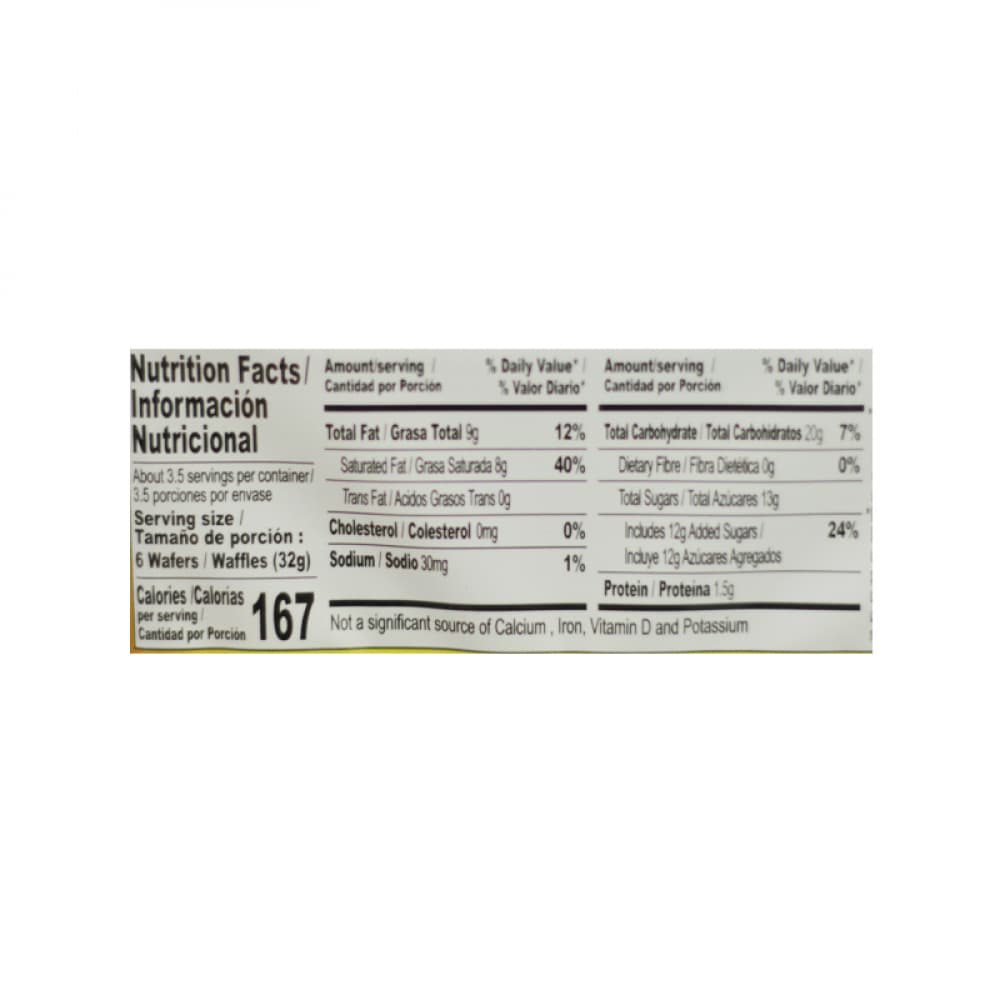 Nutrition Facts/
Información
Nutricional
About 3.5 servings per container/
3.5 porciones por envase
Serving size /
Tamaño de porción :
6 Wafers / Waffles (32g)
Calories /Calorías
per serving /
Cantidad por Porción
167
Amount/serving / % Daily Value* /
Cantidad por Porción % Valor Diario*
Total Fat / Grasa Total 9g 12%
Saturated Fat / Grasa Saturada 8g 40%
Trans Fat / Acidos Grasos Trans 0g
Cholesterol / Colesterol 0mg 0%
Sodium / Sodio 30mg 1%
Amount/serving / % Daily Value* /
Cantidad por Porción % Valor Diario*
Total Carbohydrate / Total Carbohidratos 20g 7%
Dietary Fibre / Fibra Dietética 0g 0%
Total Sugars / Total Azúcares 13g
Includes 12g Added Sugars / 24%
Incluye 12g Azúcares Agregados
Protein / Proteina 1.5g
Not a significant source of Calcium , Iron, Vitamin D and Potassium